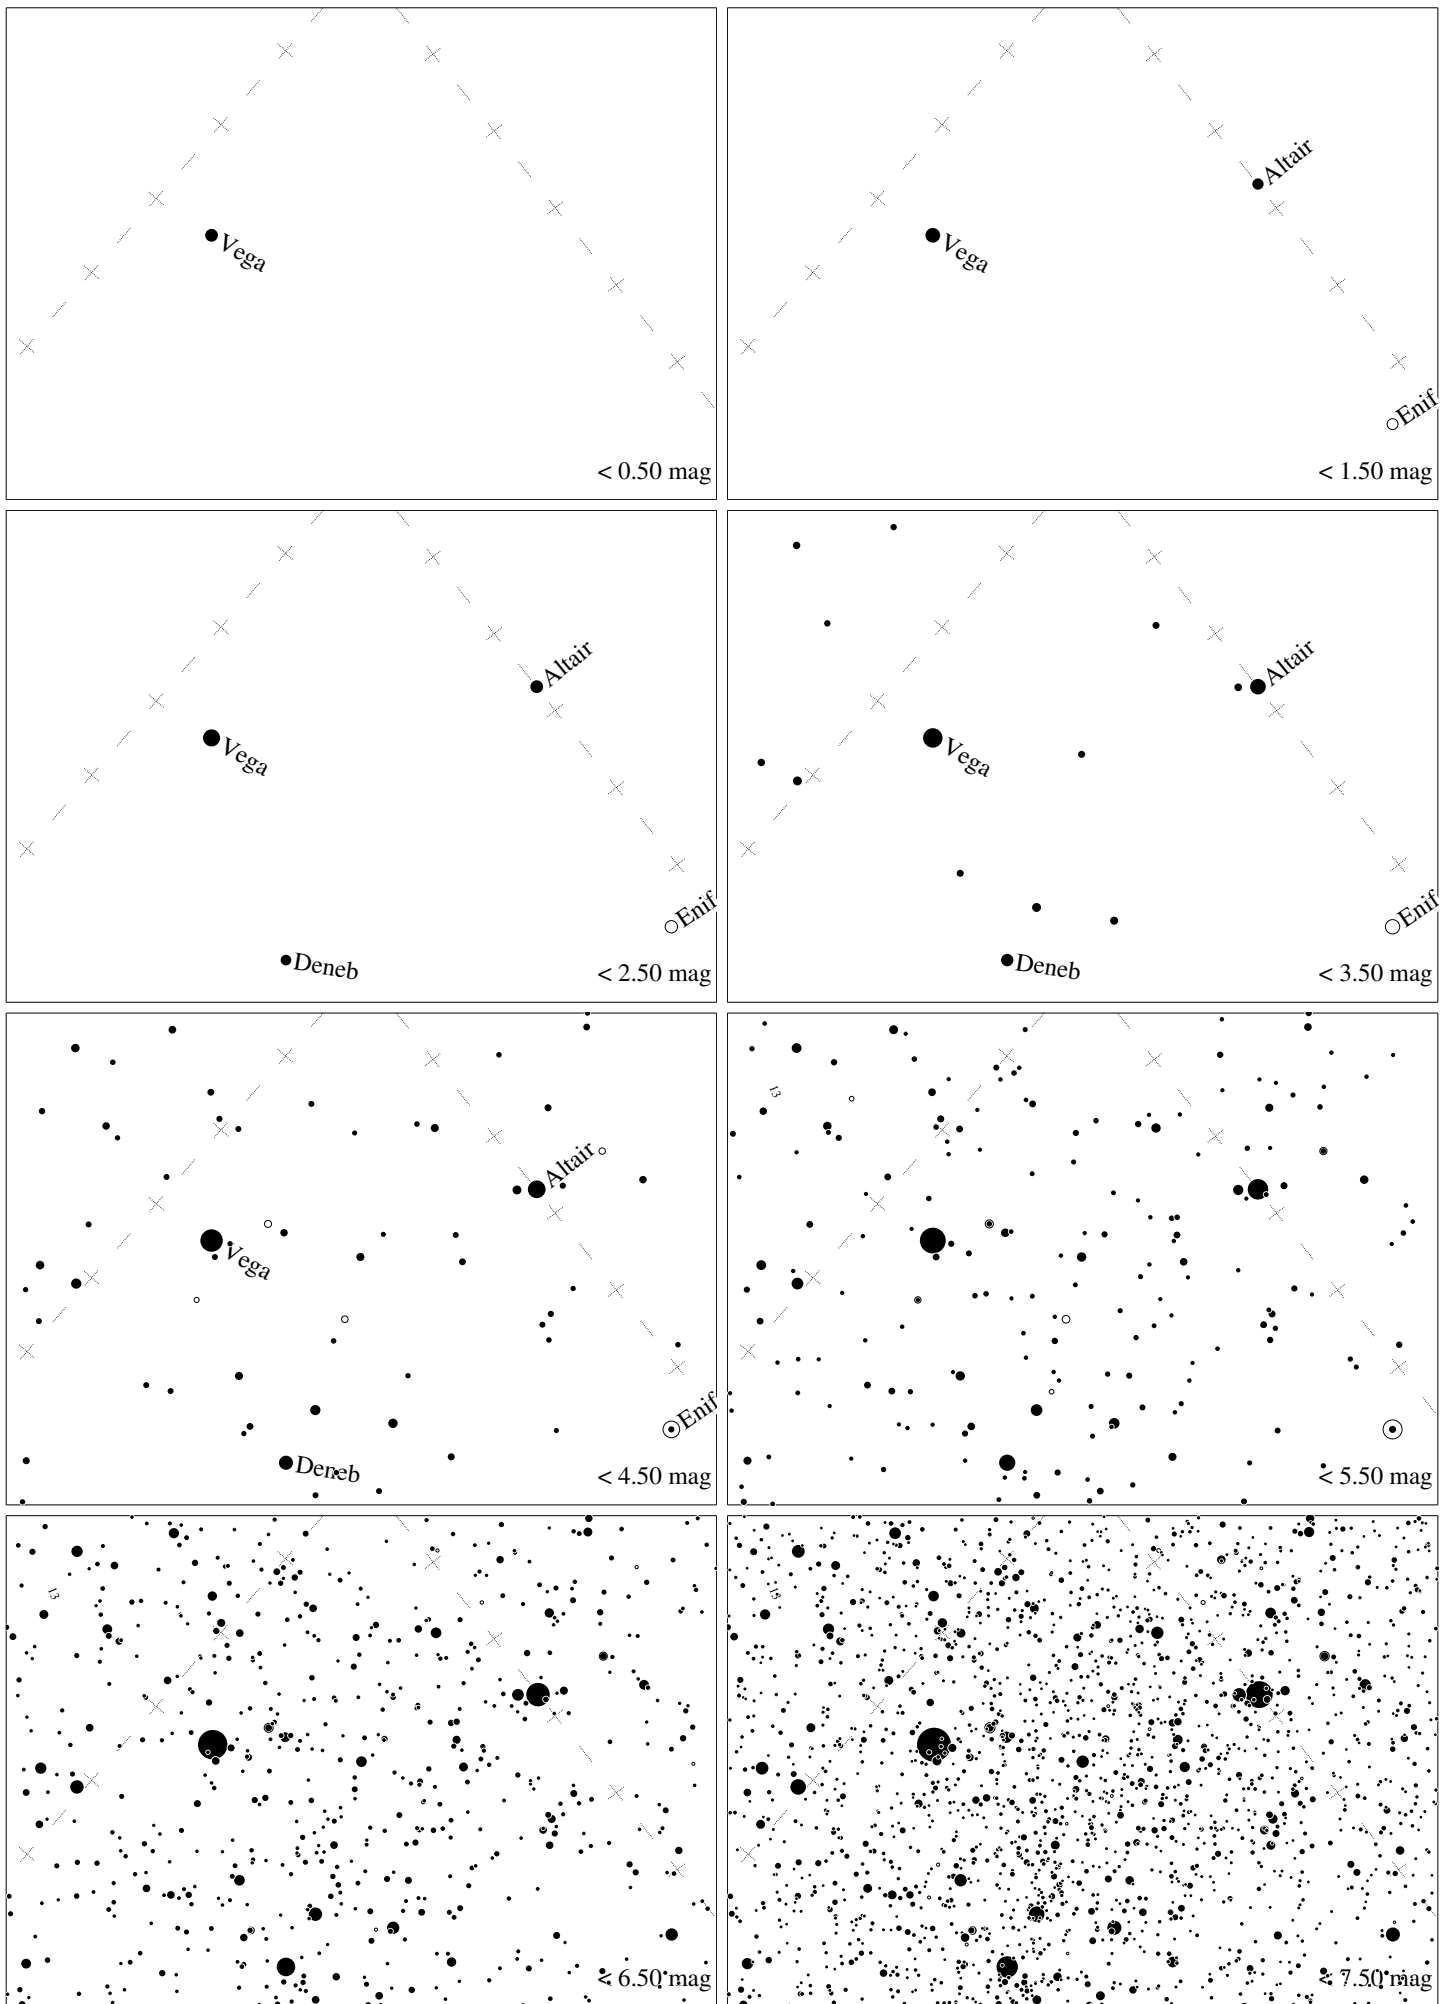 Vega
< 0.50 mag
Altair
Vega
Enif
< 1.50 mag
Altair
Vega
Enif
Deneb
< 2.50 mag
Altair
Vega
Enif
Deneb
< 3.50 mag
Altair
Vega
Enif
Deneb
< 4.50 mag
13
< 5.50 mag
13
< 6.50 mag
13
< 7.50 mag